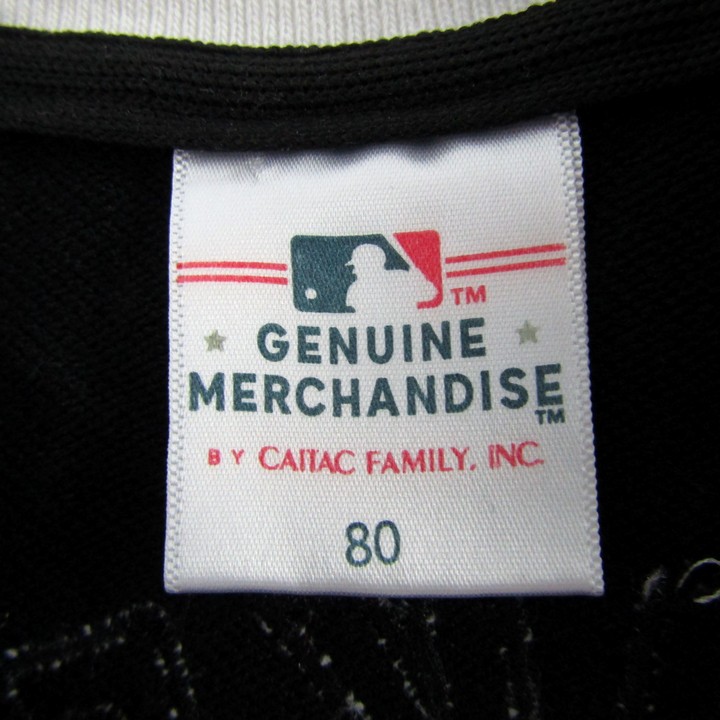 TM
GENUINE
MERCHANDISE TM
BY CAITAC FAMILY, INC.
80